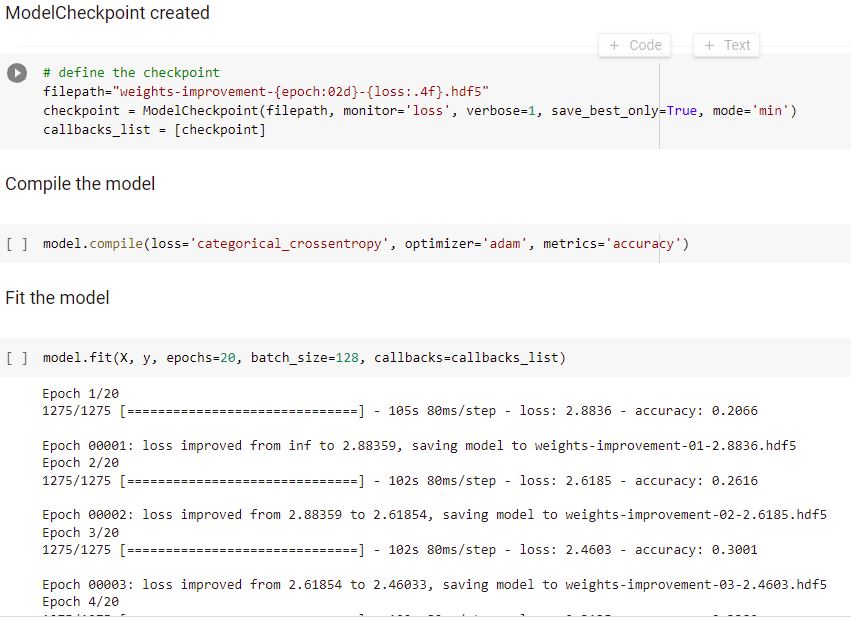 ModelCheckpoint created
+ Code + Text
# define the checkpoint
filepath="weights-improvement-{epoch:02d}-{loss:.4f}.hdf5"
checkpoint = ModelCheckpoint(filepath, monitor='loss', verbose=1, save_best_only=True, mode='min')
callbacks_list = [checkpoint]
Compile the model
[ ] model.compile(loss='categorical_crossentropy', optimizer='adam', metrics='accuracy')
Fit the model
[ ] model.fit(X, y, epochs=20, batch_size=128, callbacks=callbacks_list)
Epoch 1/20
1275/1275 [==============================] - 105s 80ms/step - loss: 2.8836 - accuracy: 0.2066
Epoch 00001: loss improved from inf to 2.88359, saving model to weights-improvement-01-2.8836.hdf5
Epoch 2/20
1275/1275 [==============================] - 102s 80ms/step - loss: 2.6185 - accuracy: 0.2616
Epoch 00002: loss improved from 2.88359 to 2.61854, saving model to weights-improvement-02-2.6185.hdf5
Epoch 3/20
1275/1275 [==============================] - 102s 80ms/step - loss: 2.4603 - accuracy: 0.3001
Epoch 00003: loss improved from 2.61854 to 2.46033, saving model to weights-improvement-03-2.4603.hdf5
Epoch 4/20